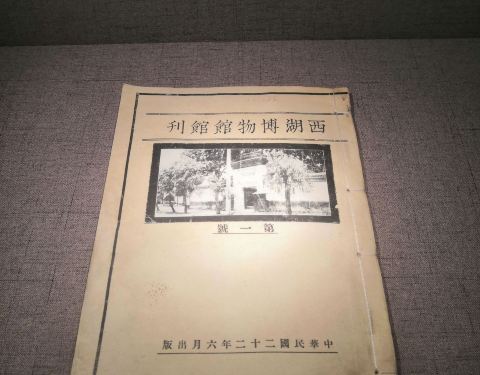 西湖博物館館刊
第一號
中華民國二十二年六月出版